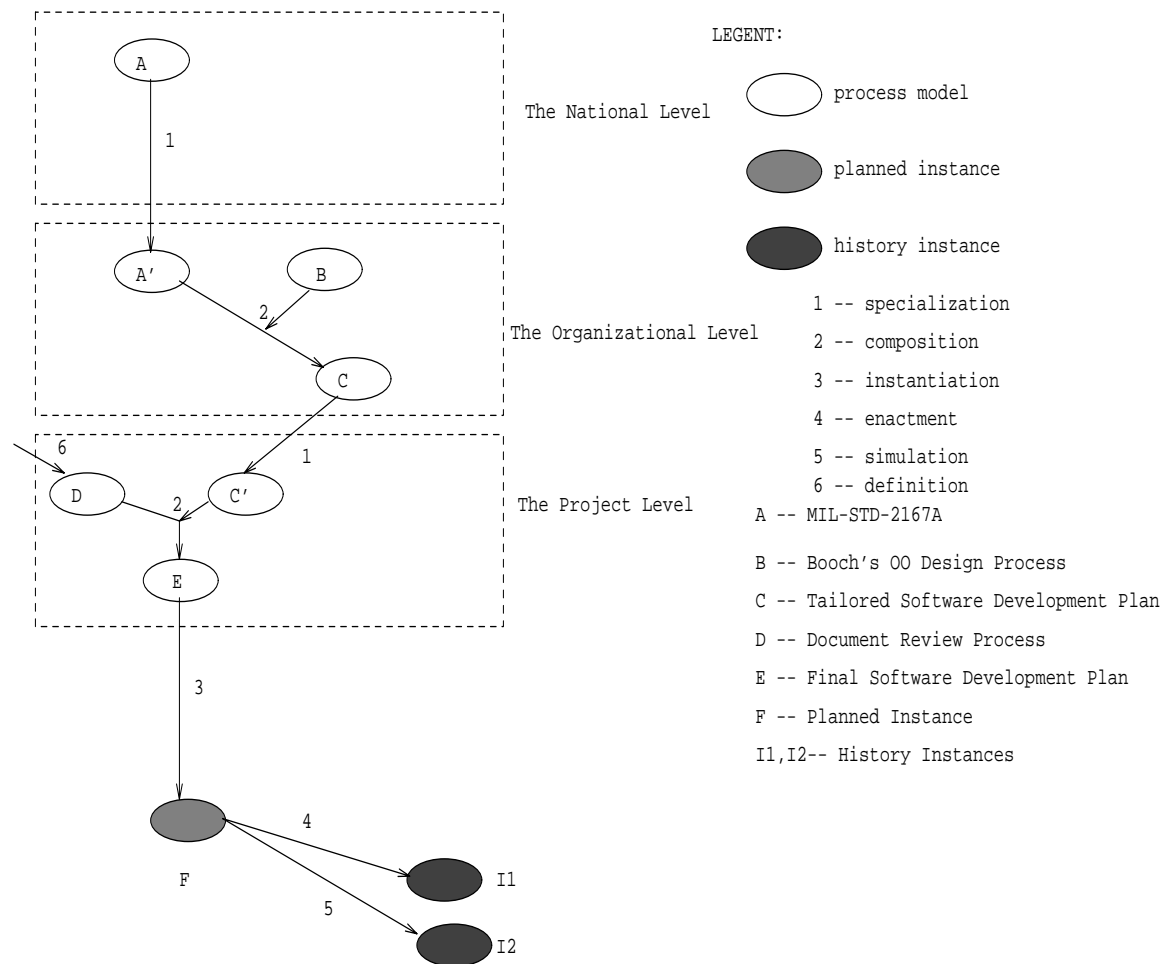 A
1
The National Level
A'
B
2
The Organizational Level
C
6
1
D
2
C'
The Project Level
E
3
4
F
I1
5
I2
LEGENT:
process model
planned instance
history instance
1 -- specialization
2 -- composition
3 -- instantiation
4 -- enactment
5 -- simulation
6 -- definition
A -- MIL-STD-2167A
B -- Booch's OO Design Process
C -- Tailored Software Development Plan
D -- Document Review Process
E -- Final Software Development Plan
F -- Planned Instance
I1,I2-- History Instances